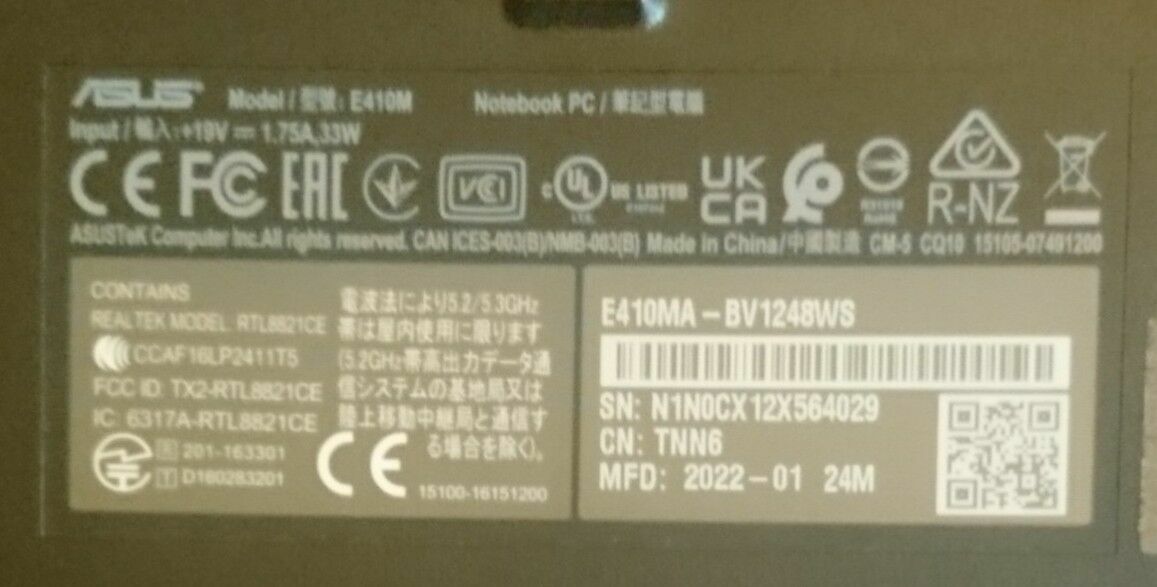 ASUS Model / 型號: E410M Notebook PC / 筆記型電腦
Input / 輸入: +19V ⎓ 1.75A, 33W
CE FCC EAC VCCI c UL US LISTED UK CA R-NZ
ASUSTeK Computer Inc. All rights reserved. CAN ICES-003(B)/NMB-003(B) Made in China/中國製造 CM-5 CQ10 15105-07491200
CONTAINS
REALTEK MODEL: RTL8821CE
CCAF16LP2411T5
FCC ID: TX2-RTL8821CE
IC: 6317A-RTL8821CE
R 201-163301
T D160283201
電波法により5.2/5.3GHz
帯は屋内使用に限ります
(5.2GHz帯高出力データ通
信システムの基地局又は
陸上移動中継局と通信す
る場合を除く)。
CE
15100-16151200
E410MA-BV1248WS
SN: N1N0CX12X564029
CN: TNN6
MFD: 2022-01 24M